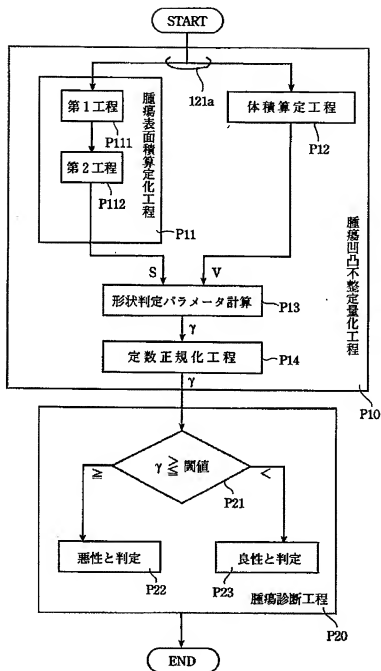 START
121a
第1工程
P111
第2工程
P112
腫瘍表面積算定化工程
P11
体積算定工程
P12
腫瘍凹凸不整定量化工程
S
V
形状判定パラメータ計算
P13
γ
定数正規化工程
P14
γ
P10
γ ≧≦ 閾値
P21
≧
<
悪性と判定
P22
良性と判定
P23
腫瘍診断工程
P20
END